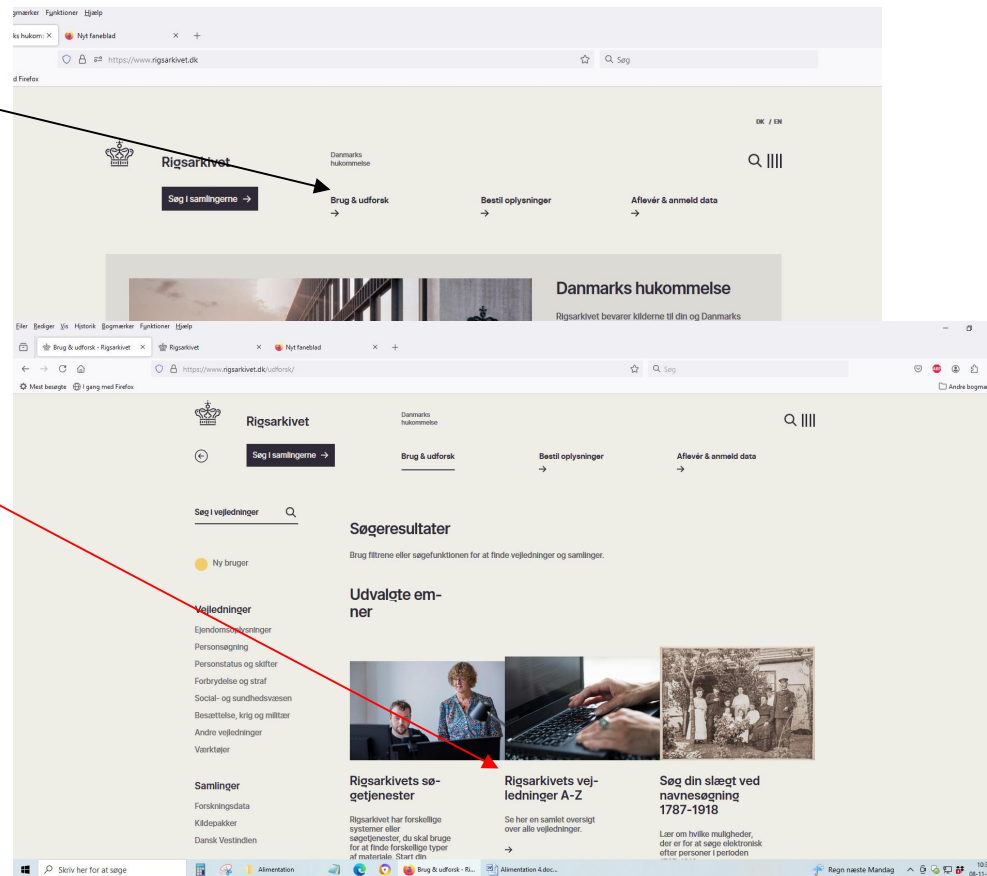 gmærker Funktioner Hjælp
ks hukom:
Nyt faneblad
https://www.rigsarkivet.dk
Søg
d Firefox
DK / EN
Rigsarkivet
Danmarks
hukommelse
Søg i samlingerne →
Brug & udforsk
→
Bestil oplysninger
→
Aflevér & anmeld data
→
Danmarks hukommelse
Rigsarkivet bevarer kilderne til din og Danmarks
Filer Rediger Vis Historik Bogmærker Funktioner Hjælp
Brug & udforsk - Rigsarkivet
Rigsarkivet
Nyt faneblad
https://www.rigsarkivet.dk/udforsk/
Søg
Mest besøgte
I gang med Firefox
Andre bogmæ
Rigsarkivet
Danmarks
hukommelse
Søg i samlingerne →
Brug & udforsk
Bestil oplysninger
→
Aflevér & anmeld data
→
Søg i vejledninger
Ny bruger
Vejledninger
Ejendomsoplysninger
Personsøgning
Personstatus og skifter
Forbrydelse og straf
Social- og sundhedsvæsen
Besættelse, krig og militær
Andre vejledninger
Værktøjer
Samlinger
Forskningsdata
Kildepakker
Dansk Vestindien
Søgeresultater
Brug filtrene eller søgefunktionen for at finde vejledninger og samlinger.
Udvalgte em-
ner
Rigsarkivets sø-
getjenester
Rigsarkivet har forskellige
systemer eller
søgetjenester, du skal bruge
for at finde forskellige typer
af materiale. Start din
Rigsarkivets vej-
ledninger A-Z
Se her en samlet oversigt
over alle vejledninger.
→
Søg din slægt ved
navnesøgning
1787-1918
Lær om hvilke muligheder,
der er for at søge elektronisk
efter personer i perioden
Skriv her for at søge
Alimentation
Brug & udforsk - Ri...
Alimentation 4.doc...
Regn næste Mandag